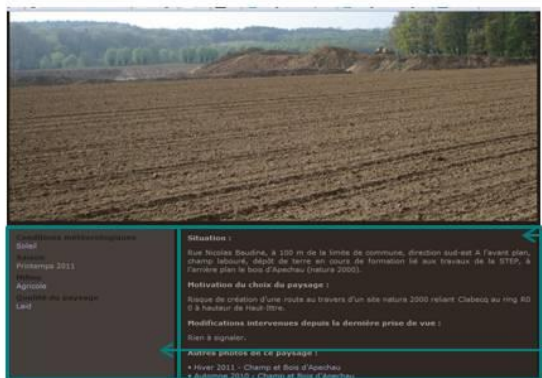 Conditions météorologiques
Soleil
Saison
Printemps 2011
Milieu
Agricole
Qualité du paysage
Laid
Situation :
Rue Nicolas Baudine, à 100 m de la limite de commune, direction sud-est A l'avant plan,
champ labouré, dépôt de terre en cours de formation lié aux travaux de la STEP, à
l'arrière plan le bois d'Apechau (natura 2000).
Motivation du choix du paysage :
Risque de création d'une route au travers d'un site natura 2000 reliant Clabecq au ring R0
0 à hauteur de Haut-Ittre.
Modifications intervenues depuis la dernière prise de vue :
Rien à signaler.
Autres photos on ce paysage :
• Hiver 2011 - Champ et Bois d'Apechau
• Automne 2010 - Champ et Bois d'Apechau